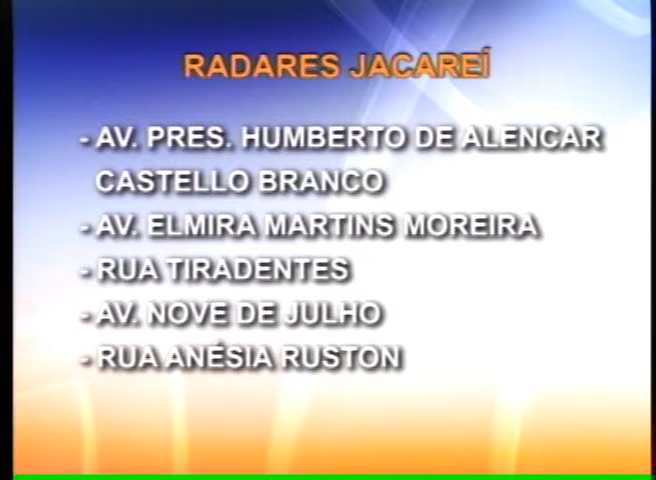 RADARES JACAREÍ
- AV. PRES. HUMBERTO DE ALENCAR
CASTELLO BRANCO
- AV. ELMIRA MARTINS MOREIRA
- RUA TIRADENTES
- AV. NOVE DE JULHO
- RUA ANÉSIA RUSTON